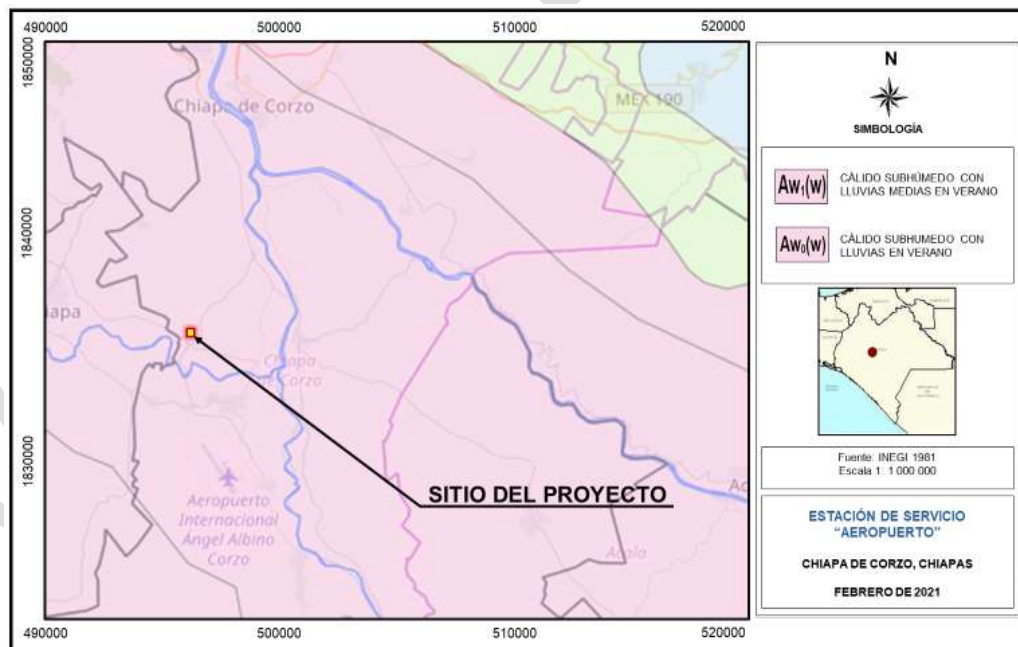 490000
500000
510000
520000
1850000
1840000
1830000
Chiapa de Corzo
MEX 190
iapa
Chiapa
de Corzo
SITIO DEL PROYECTO
Aeropuerto
Internacional
Ángel Albino
Corzo
Acala
Ac
490000
500000
510000
520000
N
SIMBOLOGÍA
Aw₁(w)
CÁLIDO SUBHÚMEDO CON
LLUVIAS MEDIAS EN VERANO
Aw₀(w)
CÁLIDO SUBHUMEDO CON
LLUVIAS EN VERANO
Fuente: INEGI 1981
Escala 1: 1 000 000
ESTACIÓN DE SERVICIO
"AEROPUERTO"
CHIAPA DE CORZO, CHIAPAS
FEBRERO DE 2021